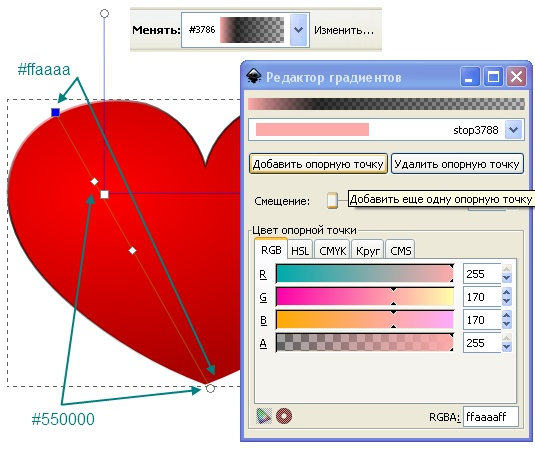 Менять: #3786 Изменить...
#ffaaaa
Редактор градиентов
stop3788
Добавить опорную точку Удалить опорную точку
Смещение:
Добавить еще одну опорную точку
Цвет опорной точки
RGB HSL CMYK Круг CMS
R 255
G 170
B 170
A 255
#550000
RGBA: ffaaaaff